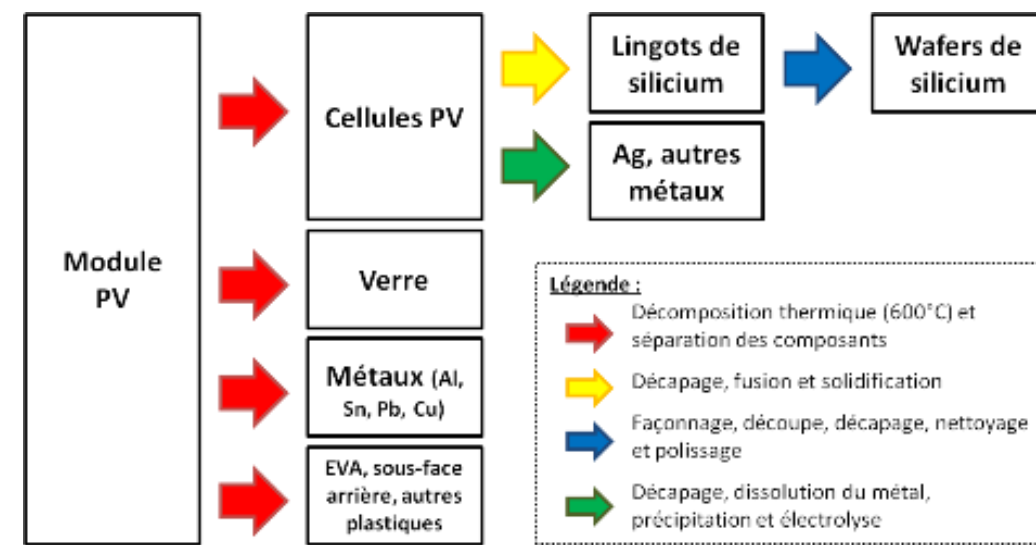 Module
PV
Cellules PV
Lingots de
silicium
Wafers de
silicium
Ag, autres
métaux
Verre
Métaux (Al,
Sn, Pb, Cu)
EVA, sous-face
arrière, autres
plastiques
Légende :
Décomposition thermique (600°C) et
séparation des composants
Décapage, fusion et solidification
Façonnage, découpe, décapage, nettoyage
et polissage
Décapage, dissolution du métal,
précipitation et électrolyse